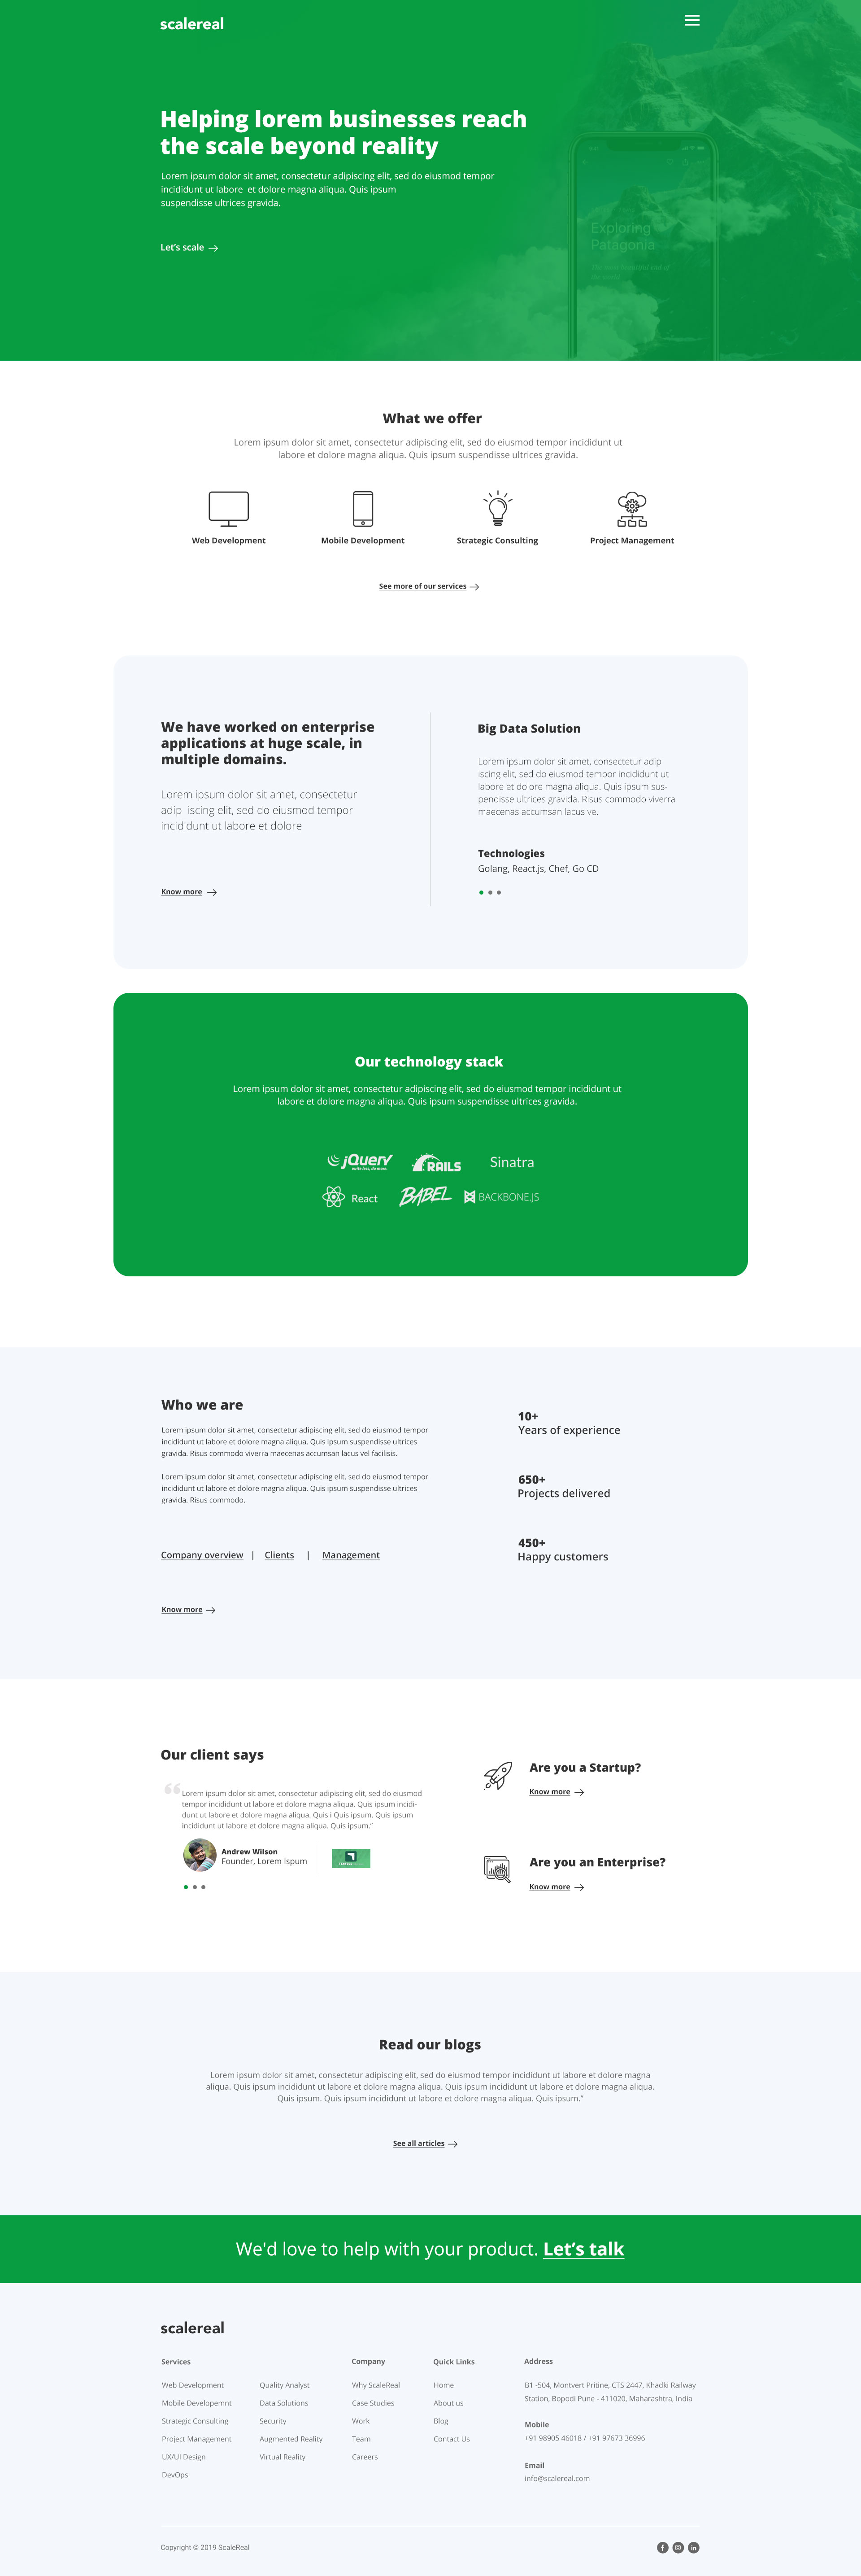 scalereal
Helping lorem businesses reach
the scale beyond reality
Lorem ipsum dolor sit amet, consectetur adipiscing elit, sed do eiusmod tempor
incididunt ut labore et dolore magna aliqua. Quis ipsum
suspendisse ultrices gravida.
Let's scale
Exploring
Patagonia
What we offer
Lorem ipsum dolor sit amet, consectetur adipiscing elit, sed do eiusmod tempor incididunt ut
labore et dolore magna aliqua. Quis ipsum suspendisse ultrices gravida.
Web Development
Mobile Development
Strategic Consulting
Project Management
See more of our services
We have worked on enterprise
applications at huge scale, in
multiple domains.
Lorem ipsum dolor sit amet, consectetur
adip iscing elit, sed do eiusmod tempor
incididunt ut labore et dolore
Know more
Big Data Solution
Lorem ipsum dolor sit amet, consectetur adip
iscing elit, sed do eiusmod tempor incididunt ut
labore et dolore magna aliqua. Quis ipsum sus-
pendisse ultrices gravida. Risus commodo viverra
maecenas accumsan lacus ve.
Technologies
Golang, React.js, Chef, Go CD
Our technology stack
Lorem ipsum dolor sit amet, consectetur adipiscing elit, sed do eiusmod tempor incididunt ut
labore et dolore magna aliqua. Quis ipsum suspendisse ultrices gravida.
jQuery
write less, do more.
RAILS
Sinatra
React
BABEL
BACKBONE.JS
Who we are
Lorem ipsum dolor sit amet, consectetur adipiscing elit, sed do eiusmod tempor
incididunt ut labore et dolore magna aliqua. Quis ipsum suspendisse ultrices
gravida. Risus commodo viverra maecenas accumsan lacus vel facilisis.
Lorem ipsum dolor sit amet, consectetur adipiscing elit, sed do eiusmod tempor
incididunt ut labore et dolore magna aliqua. Quis ipsum suspendisse ultrices
gravida. Risus commodo.
Company overview | Clients | Management
Know more
10+
Years of experience
650+
Projects delivered
450+
Happy customers
Our client says
“
Lorem ipsum dolor sit amet, consectetur adipiscing elit, sed do eiusmod
tempor incididunt ut labore et dolore magna aliqua. Quis ipsum incidi-
dunt ut labore et dolore magna aliqua. Quis i Quis ipsum. Quis ipsum
incididunt ut labore et dolore magna aliqua. Quis ipsum."
Andrew Wilson
Founder, Lorem Ispum
Are you a Startup?
Know more
Are you an Enterprise?
Know more
Read our blogs
Lorem ipsum dolor sit amet, consectetur adipiscing elit, sed do eiusmod tempor incididunt ut labore et dolore magna
aliqua. Quis ipsum incididunt ut labore et dolore magna aliqua. Quis ipsum incididunt ut labore et dolore magna aliqua.
Quis ipsum. Quis ipsum incididunt ut labore et dolore magna aliqua. Quis ipsum."
See all articles
We'd love to help with your product. Let's talk
scalereal
Services
Web Development
Mobile Developemnt
Strategic Consulting
Project Management
UX/UI Design
DevOps
Quality Analyst
Data Solutions
Security
Augmented Reality
Virtual Reality
Company
Why ScaleReal
Case Studies
Work
Team
Careers
Quick Links
Home
About us
Blog
Contact Us
Address
B1 -504, Montvert Pritine, CTS 2447, Khadki Railway
Station, Bopodi Pune - 411020, Maharashtra, India
Mobile
+91 98905 46018 / +91 97673 36996
Email
info@scalereal.com
Copyright © 2019 ScaleReal